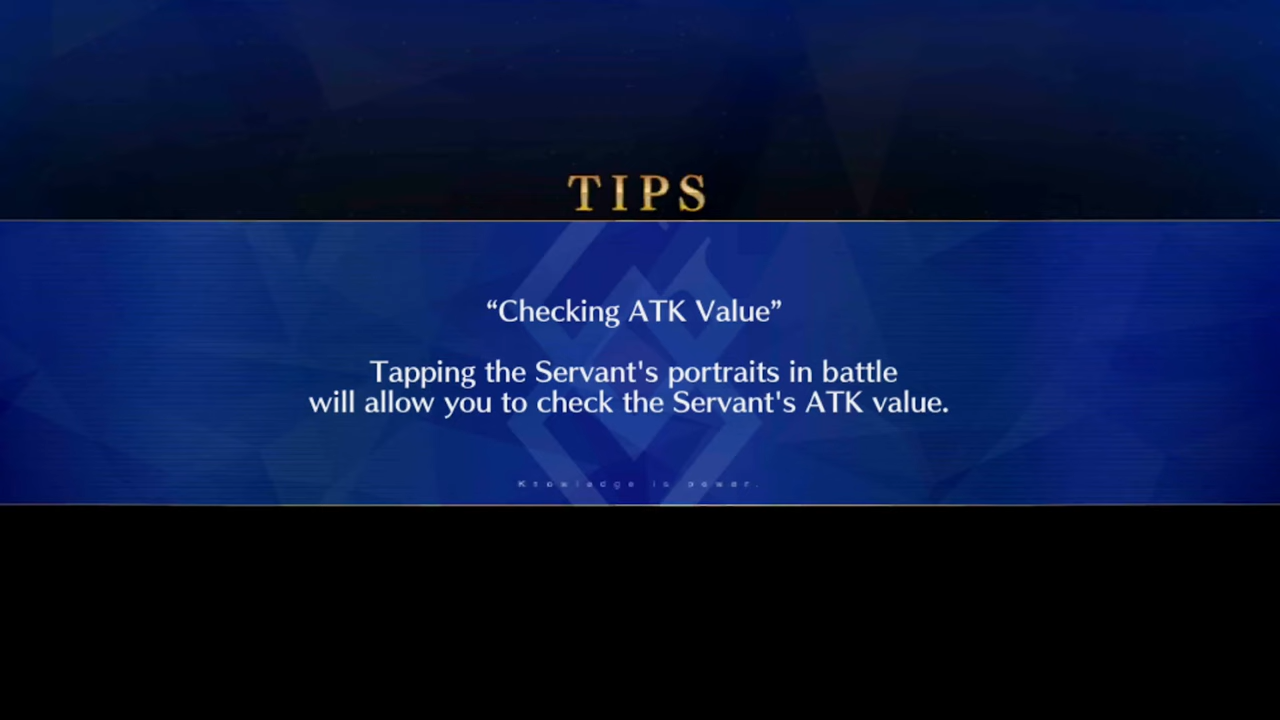 TIPS
“Checking ATK Value”
Tapping the Servant's portraits in battle
will allow you to check the Servant's ATK value.
Knowledge is power.